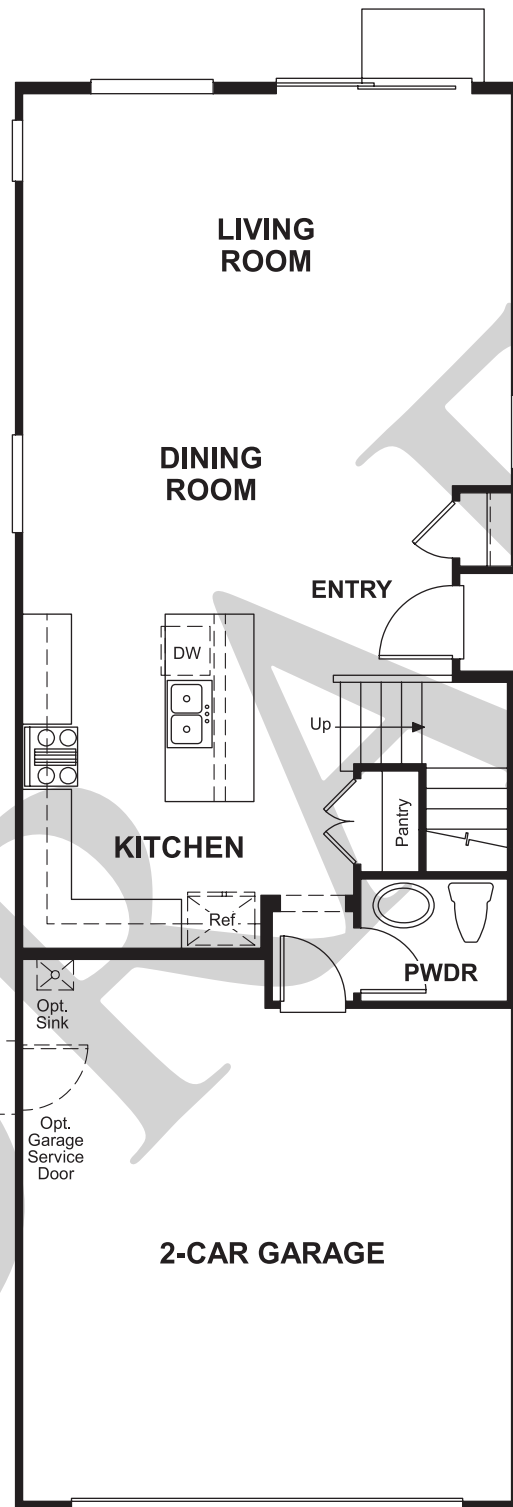 LIVING
ROOM
DINING
ROOM
ENTRY
DW
Up
Pantry
KITCHEN
Ref
PWDR
Opt.
Sink
Opt.
Garage
Service
Door
2-CAR GARAGE